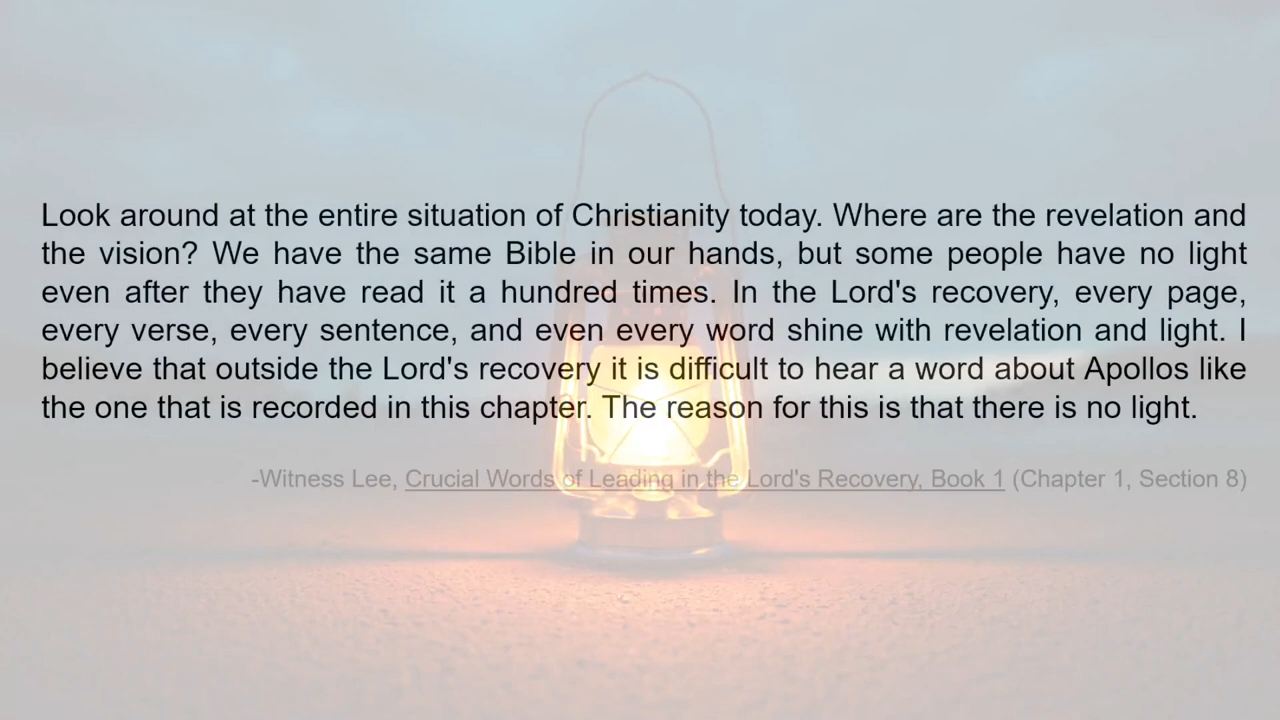 Look around at the entire situation of Christianity today. Where are the revelation and
the vision? We have the same Bible in our hands, but some people have no light
even after they have read it a hundred times. In the Lord's recovery, every page,
every verse, every sentence, and even every word shine with revelation and light. I
believe that outside the Lord's recovery it is difficult to hear a word about Apollos like
the one that is recorded in this chapter. The reason for this is that there is no light.
-Witness Lee, Crucial Words of Leading in the Lord's Recovery, Book 1 (Chapter 1, Section 8)